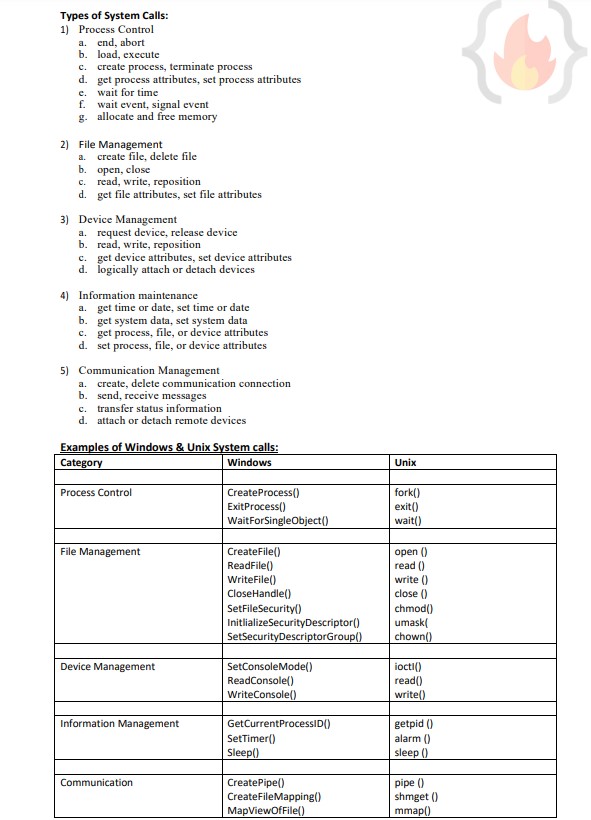 Types of System Calls:
1) Process Control
a. end, abort
b. load, execute
c. create process, terminate process
d. get process attributes, set process attributes
e. wait for time
f. wait event, signal event
g. allocate and free memory
2) File Management
a. create file, delete file
b. open, close
c. read, write, reposition
d. get file attributes, set file attributes
3) Device Management
a. request device, release device
b. read, write, reposition
c. get device attributes, set device attributes
d. logically attach or detach devices
4) Information maintenance
a. get time or date, set time or date
b. get system data, set system data
c. get process, file, or device attributes
d. set process, file, or device attributes
5) Communication Management
a. create, delete communication connection
b. send, receive messages
c. transfer status information
d. attach or detach remote devices
Examples of Windows & Unix System calls:
Category Windows Unix
Process Control CreateProcess() fork()
ExitProcess() exit()
WaitForSingleObject() wait()
File Management CreateFile() open ()
ReadFile() read ()
WriteFile() write ()
CloseHandle() close ()
SetFileSecurity() chmod()
InitlializeSecurityDescriptor() umask(
SetSecurityDescriptorGroup() chown()
Device Management SetConsoleMode() ioctl()
ReadConsole() read()
WriteConsole() write()
Information Management GetCurrentProcessID() getpid ()
SetTimer() alarm ()
Sleep() sleep ()
Communication CreatePipe() pipe ()
CreateFileMapping() shmget ()
MapViewOfFile() mmap()